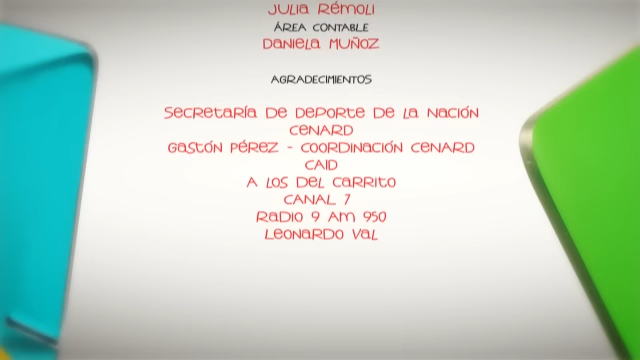 Julia Rémoli
ÁREA CONTABLE
Daniela Muñoz
AGRADECIMIENTOS
Secretaría de Deporte de la Nación
CENARD
Gastón Pérez - Coordinación CENARD
CAID
A los del carrito
CANAL 7
Radio 9 AM 950
Leonardo Val